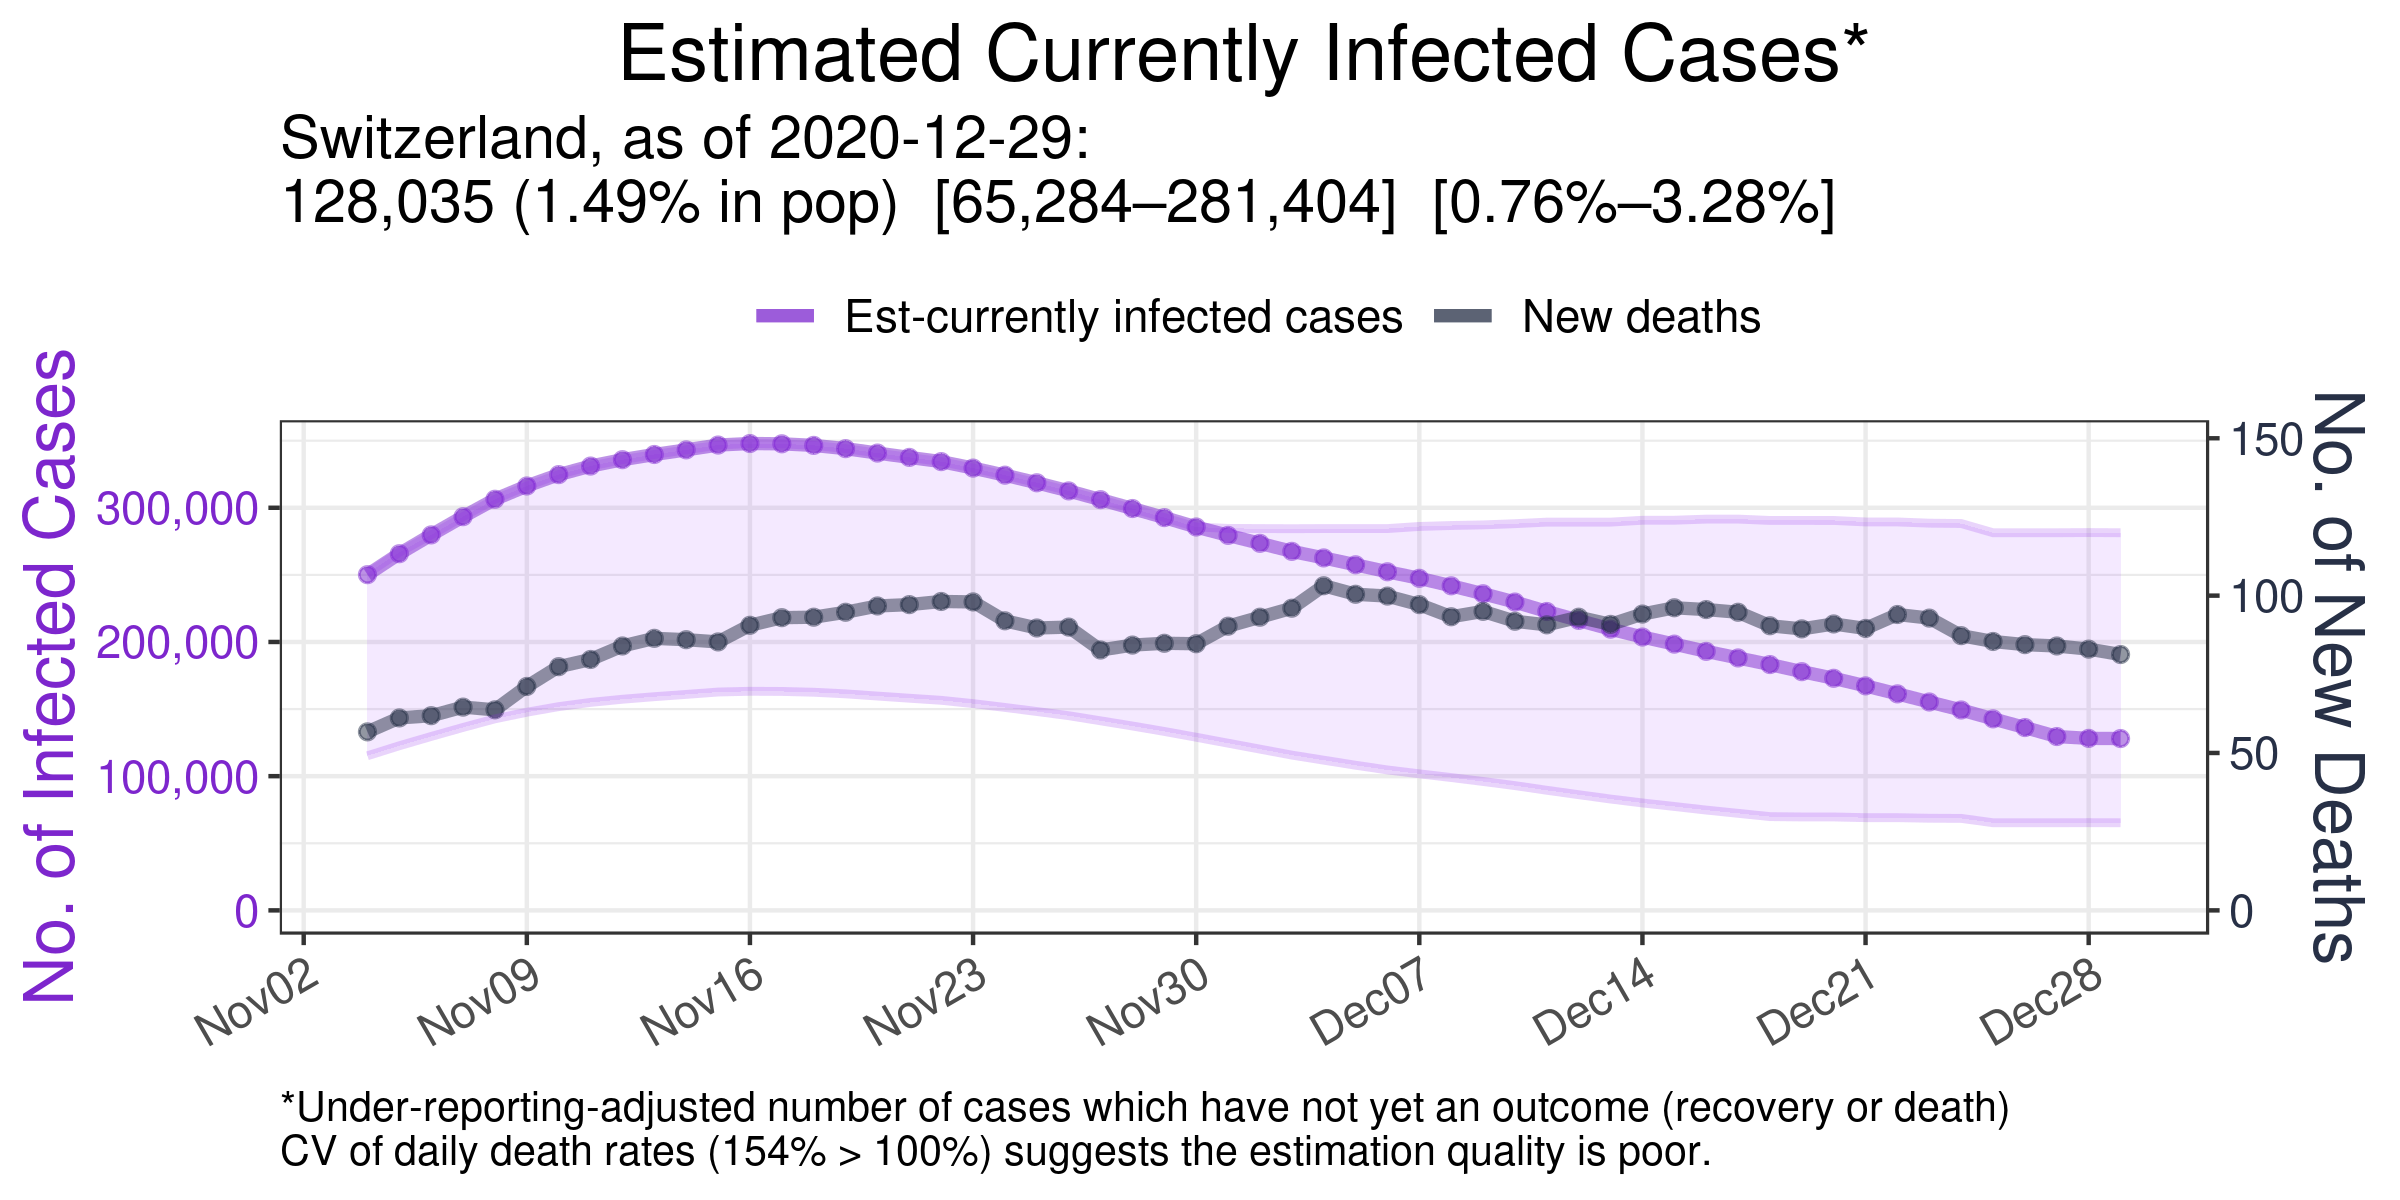 Estimated Currently Infected Cases*
Switzerland, as of 2020-12-29:
128,035 (1.49% in pop)  [65,284–281,404]  [0.76%–3.28%]
Est-currently infected cases
New deaths
No. of Infected Cases
300,000
200,000
100,000
0
150
100
50
0
No. of New Deaths
Nov02
Nov09
Nov16
Nov23
Nov30
Dec07
Dec14
Dec21
Dec28
*Under-reporting-adjusted number of cases which have not yet an outcome (recovery or death)
CV of daily death rates (154% > 100%) suggests the estimation quality is poor.